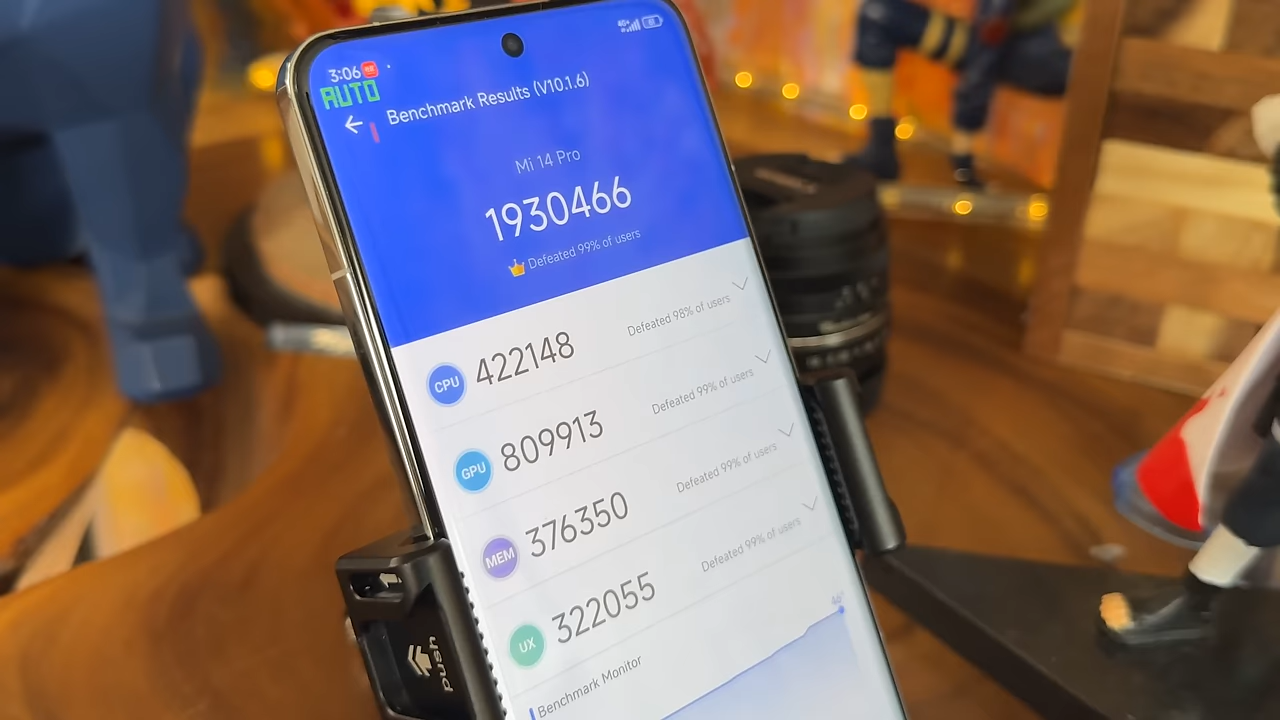 3:06
AUTO
Benchmark Results (V10.1.6)
Mi 14 Pro
1930466
Defeated 99% of users
CPU 422148 Defeated 98% of users
GPU 809913 Defeated 99% of users
MEM 376350 Defeated 99% of users
UX 322055 Defeated 99% of users
46°
Benchmark Monitor
push